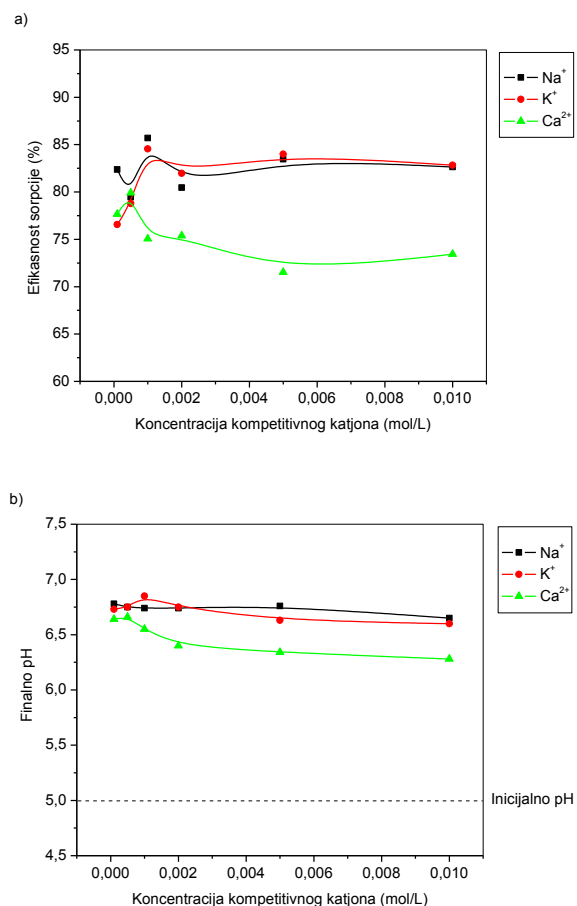 a)
95
90
85
80
75
70
65
60
Efikasnost sorpcije (%)
0,000 0,002 0,004 0,006 0,008 0,010
Koncentracija kompetitivnog katjona (mol/L)
Na⁺
K⁺
Ca²⁺
b)
7,5
7,0
6,5
6,0
5,5
5,0
4,5
Finalno pH
0,000 0,002 0,004 0,006 0,008 0,010
Koncentracija kompetitivnog katjona (mol/L)
Na⁺
K⁺
Ca²⁺
Inicijalno pH